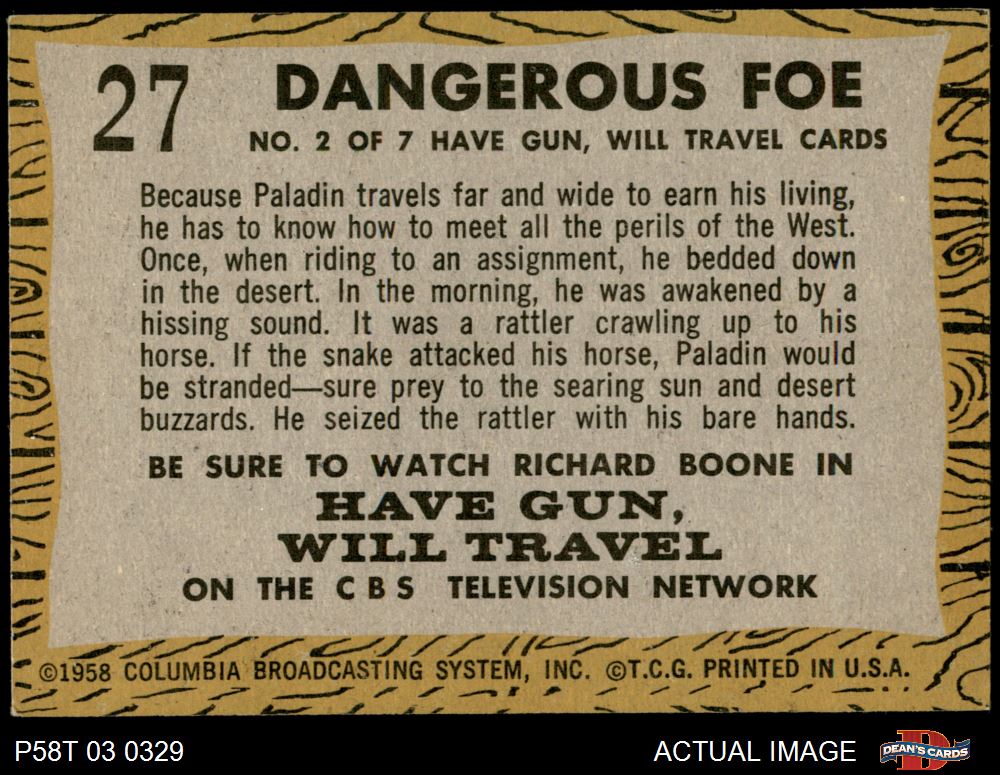 27
DANGEROUS FOE
NO. 2 OF 7 HAVE GUN, WILL TRAVEL CARDS
Because Paladin travels far and wide to earn his living,
he has to know how to meet all the perils of the West.
Once, when riding to an assignment, he bedded down
in the desert. In the morning, he was awakened by a
hissing sound. It was a rattler crawling up to his
horse. If the snake attacked his horse, Paladin would
be stranded—sure prey to the searing sun and desert
buzzards. He seized the rattler with his bare hands.
BE SURE TO WATCH RICHARD BOONE IN
HAVE GUN,
WILL TRAVEL
ON THE CBS TELEVISION NETWORK
©1958 COLUMBIA BROADCASTING SYSTEM, INC. ©T.C.G. PRINTED IN U.S.A.
P58T 03 0329
ACTUAL IMAGE
D
DEAN'S CARDS